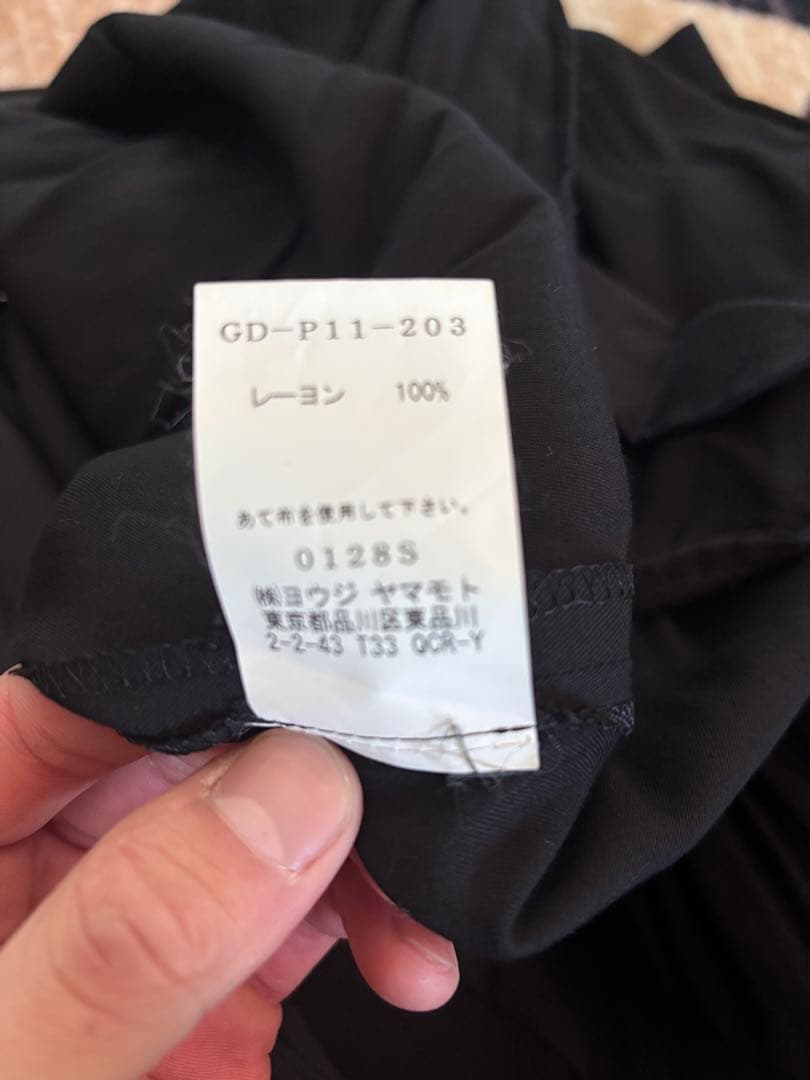 GD-P11-203
レーヨン 100%
あて布を使用して下さい。
0128S
㈱ヨウジ ヤマモト
東京都品川区東品川
2-2-43 T33 QCR-Y